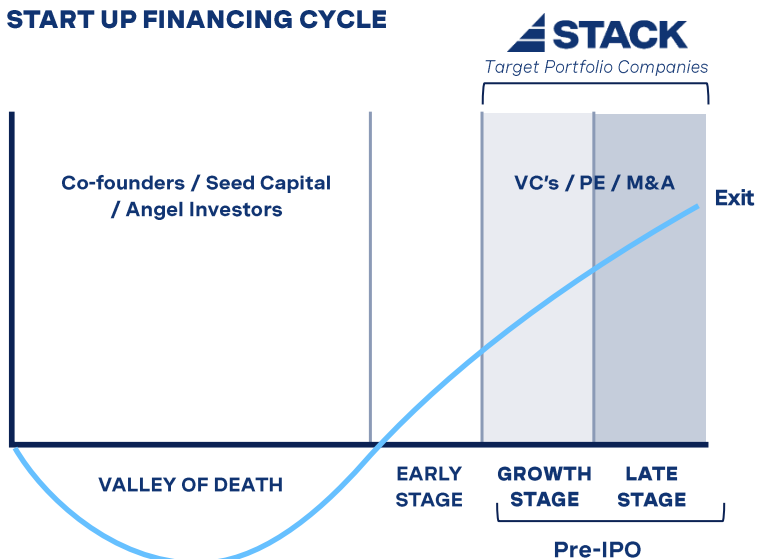 START UP FINANCING CYCLE
STACK
Target Portfolio Companies
Co-founders / Seed Capital
/ Angel Investors
VC's / PE / M&A
Exit
VALLEY OF DEATH
EARLY
STAGE
GROWTH
STAGE
LATE
STAGE
Pre-IPO